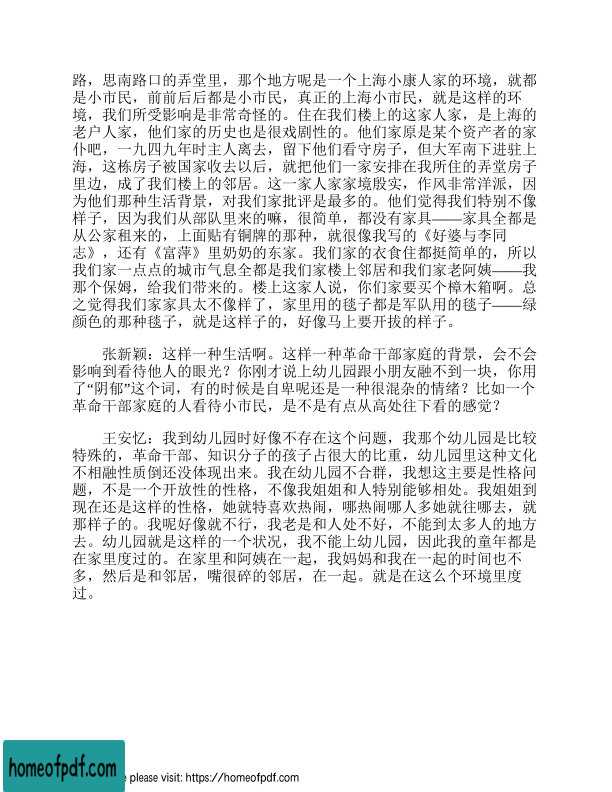 路，思南路口的弄堂里，那个地方呢是一个上海小康人家的环境，就都
是小市民，前前后后都是小市民，真正的上海小市民，就是这样的环
境，我们所受影响是非常奇怪的。住在我们楼上的这家人家，是上海的
老户人家，他们家的历史也是很戏剧性的。他们家原是某个资产者的家
仆吧，一九四九年时主人离去，留下他们看守房子，但大军南下进驻上
海，这栋房子被国家收去以后，就把他们一家安排在我所住的弄堂房子
里边，成了我们楼上的邻居。这一家人家家境殷实，作风非常洋派，因
为他们那种生活背景，对我们家批评是最多的。他们觉得我们特别不像
样子，因为我们从部队里来的嘛，很简单，都没有家具——家具全都是
从公家租来的，上面贴有铜牌的那种，就很像我写的《好婆与李同
志》，还有《富萍》里奶奶的东家。我们家的衣食住都挺简单的，所以
我们家一点点的城市气息全都是我们家楼上邻居和我们家老阿姨——我
那个保姆，给我们带来的。楼上这家人说，你们家要买个樟木箱啊。总
之觉得我们家家具太不像样了，家里用的毯子都是军队用的毯子——绿
颜色的那种毯子，就是这样子的，好像马上要开拔的样子。
张新颖：这样一种生活啊。这样一种革命干部家庭的背景，会不会
影响到看待他人的眼光？你刚才说上幼儿园跟小朋友融不到一块，你用
了“阴郁”这个词，有的时候是自卑呢还是一种很混杂的情绪？比如一个
革命干部家庭的人看待小市民，是不是有点从高处往下看的感觉？
王安忆：我到幼儿园时好像不存在这个问题，我那个幼儿园是比较
特殊的，革命干部、知识分子的孩子占很大的比重，幼儿园里这种文化
不相融性质倒还没体现出来。我在幼儿园不合群，我想这主要是性格问
题，不是一个开放性的性格，不像我姐姐和人特别能够相处。我姐姐到
现在还是这样的性格，她就特喜欢热闹，哪热闹哪人多她就往哪去，就
那样子的。我呢好像就不行，我老是和人处不好，不能到太多人的地方
去。幼儿园就是这样的一个状况，我不能上幼儿园，因此我的童年都是
在家里度过的。在家里和阿姨在一起，我妈妈和我在一起的时间也不
多，然后是和邻居，嘴很碎的邻居，在一起。就是在这么个环境里度
过。
homeofpdf.com
e please visit: https://homeofpdf.com